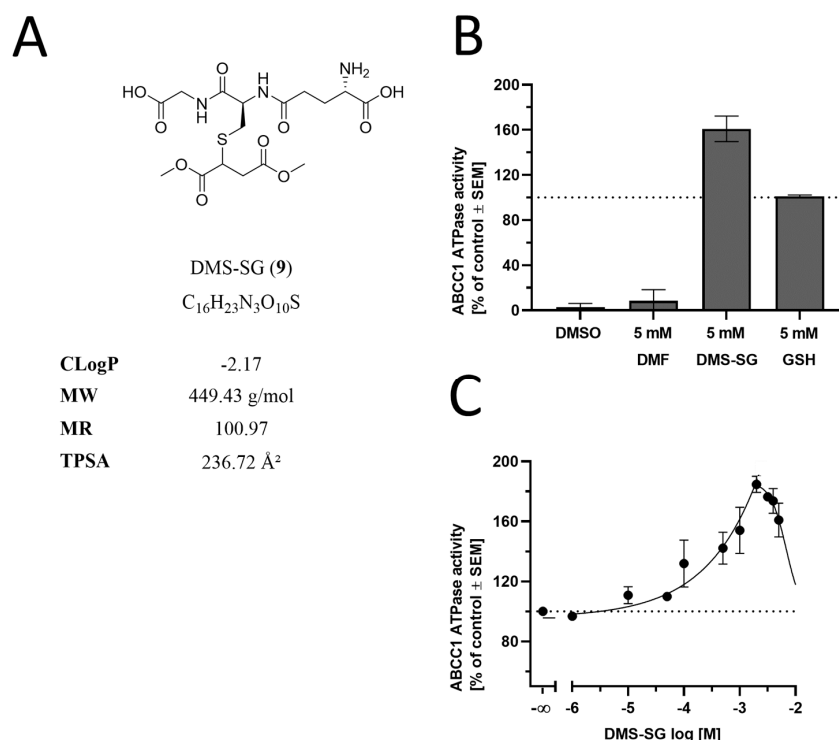 A
O
H
N
NH₂
HO
N
H
OH
O
O
O
S
O
O
O
O
DMS-SG (9)
C₁₆H₂₃N₃O₁₀S
CLogP -2.17
MW 449.43 g/mol
MR 100.97
TPSA 236.72 Å²
B
ABCC1 ATPase activity
[% of control ± SEM]
200
160
120
80
40
0
DMSO 5 mM 5 mM 5 mM
DMF DMS-SG GSH
C
ABCC1 ATPase activity
[% of control ± SEM]
200
160
120
80
-∞ -6 -5 -4 -3 -2
DMS-SG log [M]